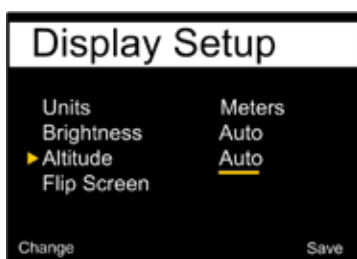 Display Setup
Units Meters
Brightness Auto
Altitude Auto
Flip Screen
Change Save